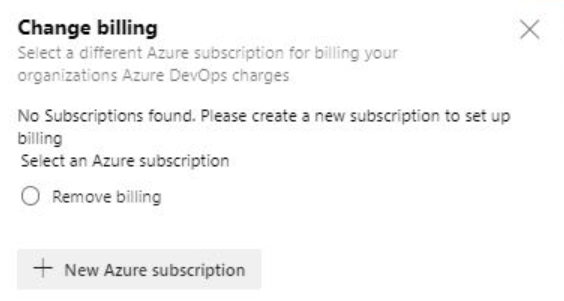 Change billing
Select a different Azure subscription for billing your
organizations Azure DevOps charges
No Subscriptions found. Please create a new subscription to set up
billing
Select an Azure subscription
Remove billing
New Azure subscription